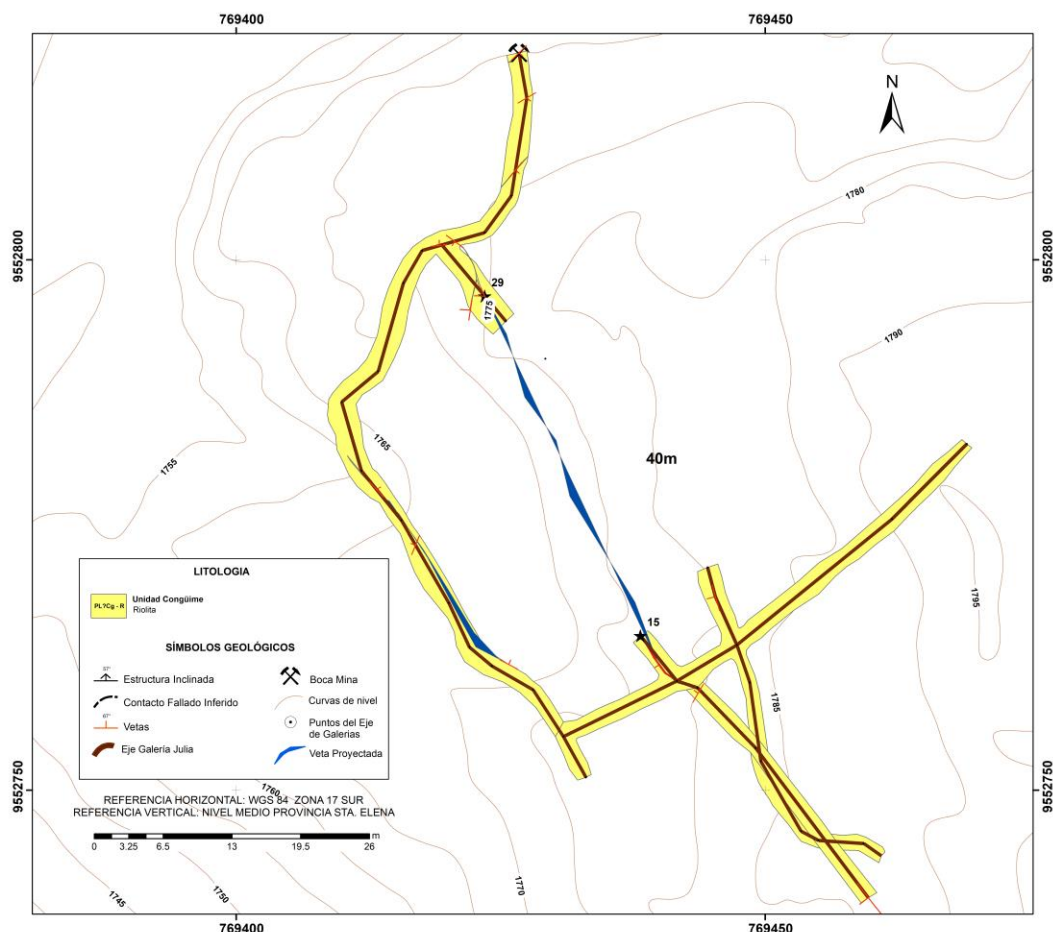 769400
769450
N
9552800
9552800
1780
29
1775
1790
1765
40m
1755
1795
15
1785
LITOLOGIA
PL?Cg - R
Unidad Congüime
Riolita
SÍMBOLOS GEOLÓGICOS
57°
Estructura Inclinada
Boca Mina
Contacto Fallado Inferido
Curvas de nivel
67°
Vetas
Puntos del Eje
de Galerias
Eje Galería Julia
Veta Proyectada
9552750
9552750
1760
REFERENCIA HORIZONTAL: WGS 84 ZONA 17 SUR
REFERENCIA VERTICAL: NIVEL MEDIO PROVINCIA STA. ELENA
m
0 3.25 6.5 13 19.5 26
1745
1750
1770
769400
769450